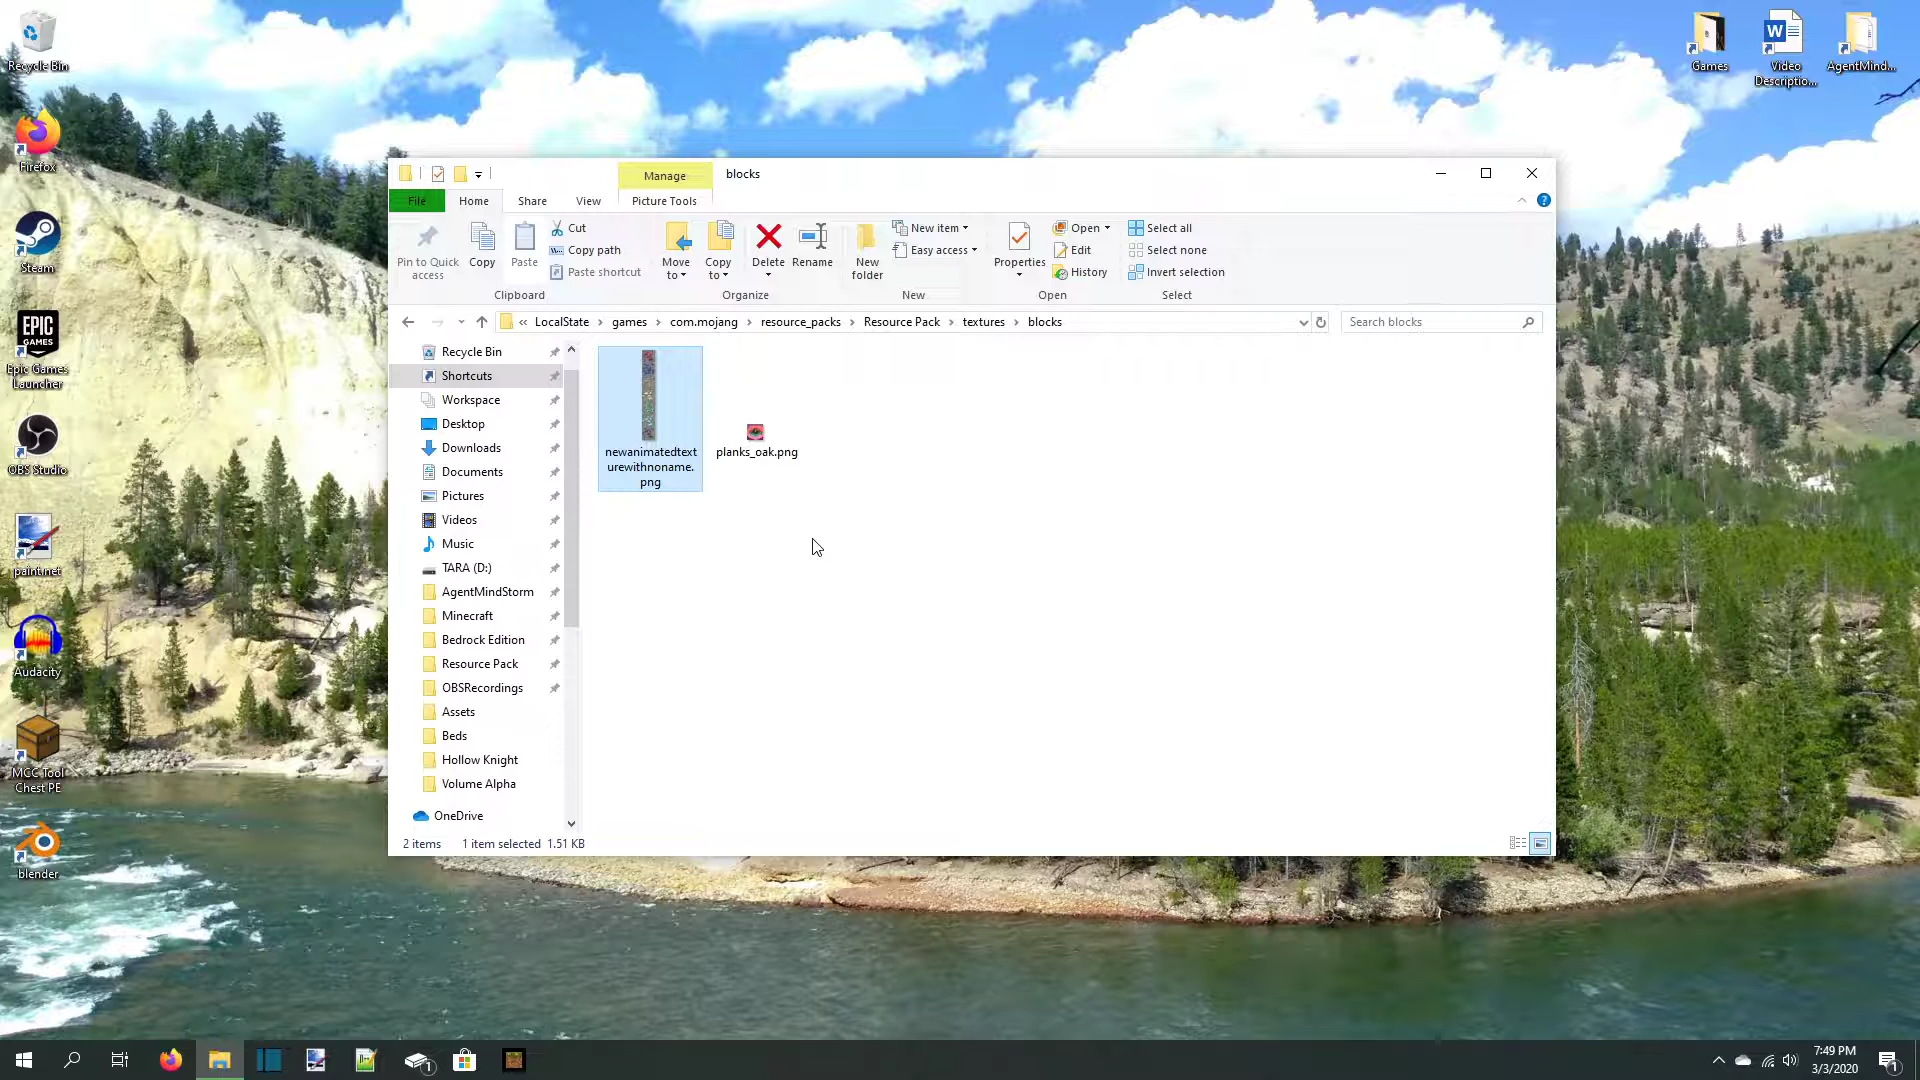 Recycle Bin
Firefox
Steam
EPIC
GAMES
Epic Games
Launcher
OBS Studio
paint.net
Audacity
MCC Tool
Chest PE
blender
Games
Video
Descriptio...
AgentMind...
Manage
blocks
File
Home
Share
View
Picture Tools
Pin to Quick
access
Copy
Paste
Cut
Copy path
Paste shortcut
Clipboard
Move
to
Copy
to
Delete
Rename
Organize
New
folder
New item
Easy access
New
Properties
Open
Edit
History
Open
Select all
Select none
Invert selection
Select
« LocalState > games > com.mojang > resource_packs > Resource Pack > textures > blocks
Search blocks
Recycle Bin
Shortcuts
Workspace
Desktop
Downloads
Documents
Pictures
Videos
Music
TARA (D:)
AgentMindStorm
Minecraft
Bedrock Edition
Resource Pack
OBSRecordings
Assets
Beds
Hollow Knight
Volume Alpha
OneDrive
newanimatedtext
urewithnoname.
png
planks_oak.png
2 items
1 item selected 1.51 KB
1
7:49 PM
3/3/2020
1